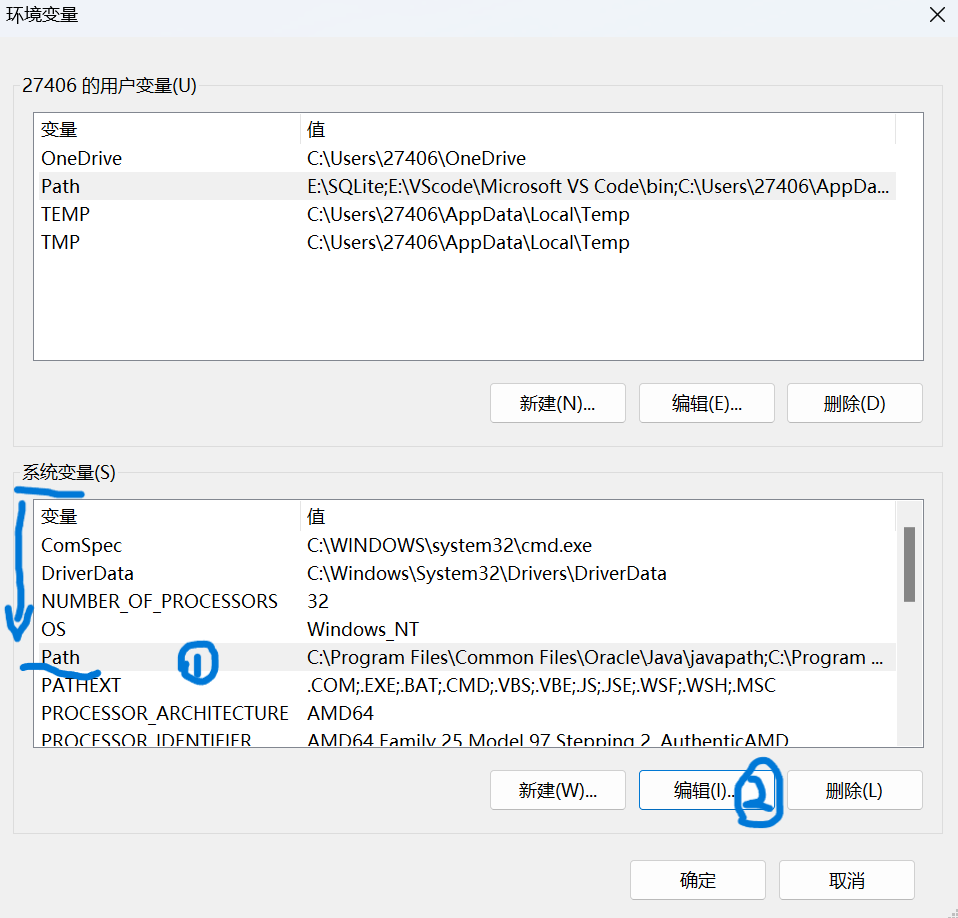 环境变量
27406 的用户变量(U)
变量 值
OneDrive C:\Users\27406\OneDrive
Path E:\SQLite;E:\VScode\Microsoft VS Code\bin;C:\Users\27406\AppDa...
TEMP C:\Users\27406\AppData\Local\Temp
TMP C:\Users\27406\AppData\Local\Temp
新建(N)... 编辑(E)... 删除(D)
系统变量(S)
变量 值
ComSpec C:\WINDOWS\system32\cmd.exe
DriverData C:\Windows\System32\Drivers\DriverData
NUMBER_OF_PROCESSORS 32
OS Windows_NT
Path ① C:\Program Files\Common Files\Oracle\Java\javapath;C:\Program ...
PATHEXT .COM;.EXE;.BAT;.CMD;.VBS;.VBE;.JS;.JSE;.WSF;.WSH;.MSC
PROCESSOR_ARCHITECTURE AMD64
PROCESSOR_IDENTIFIER AMD64 Family 25 Model 97 Stepping 2, AuthenticAMD
新建(W)... 编辑(I)... ② 删除(L)
确定 取消